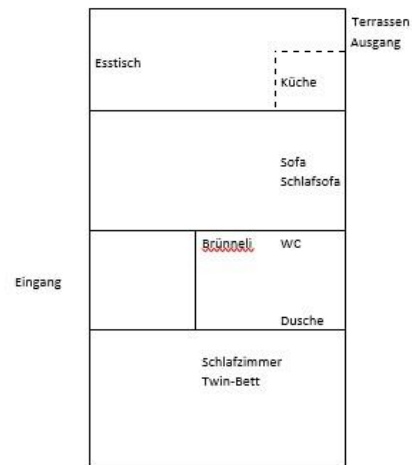 Terrassen
Ausgang
Esstisch
Küche
Sofa
Schlafsofa
Brünneli
WC
Eingang
Dusche
Schlafzimmer
Twin-Bett